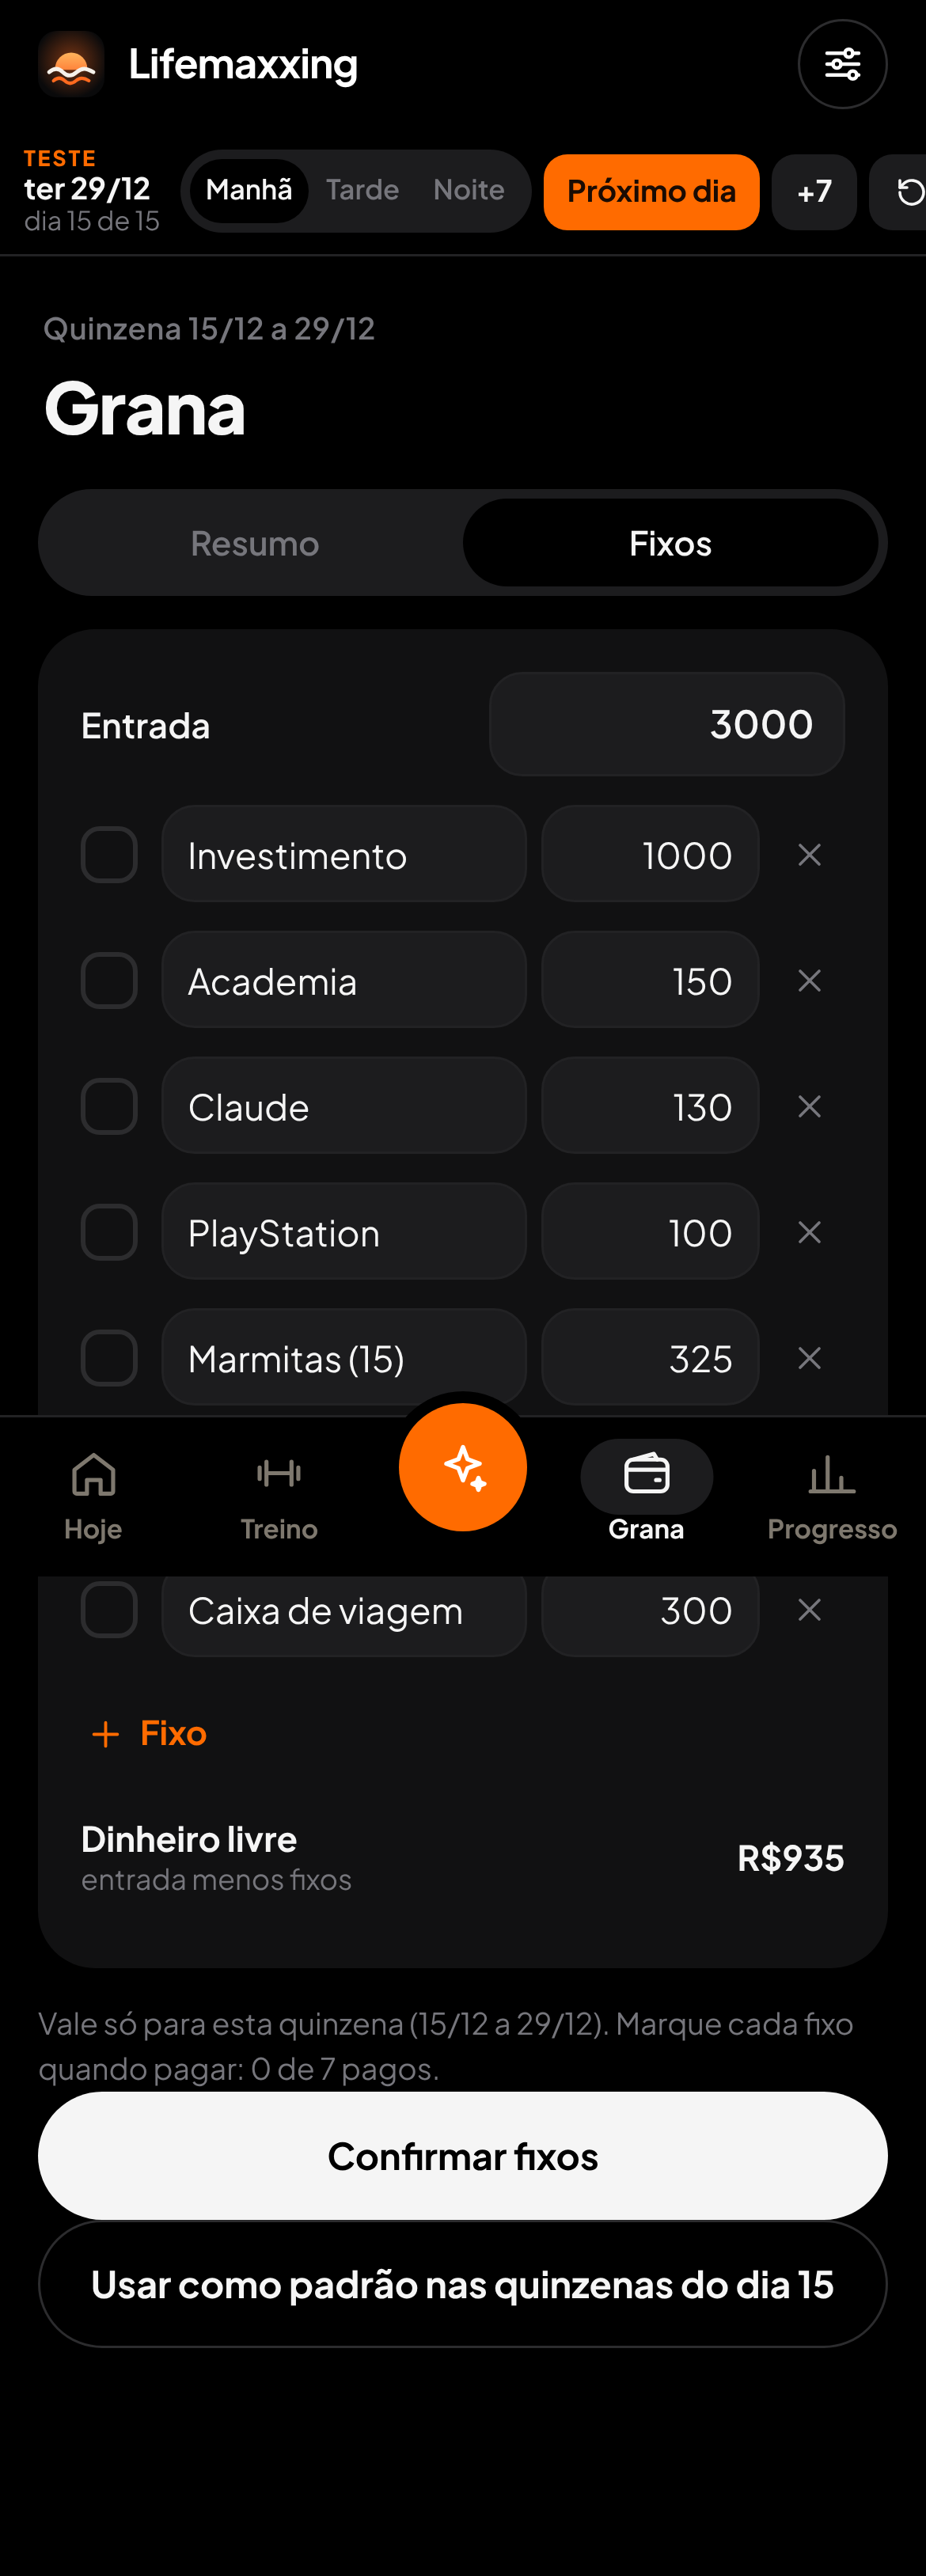 Lifemaxxing
TESTE
ter 29/12
dia 15 de 15
Manhã
Tarde
Noite
Próximo dia
+7
Quinzena 15/12 a 29/12
Grana
Resumo
Fixos
Entrada
3000
Investimento
1000
Academia
150
Claude
130
PlayStation
100
Marmitas (15)
325
Hoje
Treino
Grana
Progresso
Caixa de viagem
300
+ Fixo
Dinheiro livre
entrada menos fixos
R$935
Vale só para esta quinzena (15/12 a 29/12). Marque cada fixo
quando pagar: 0 de 7 pagos.
Confirmar fixos
Usar como padrão nas quinzenas do dia 15